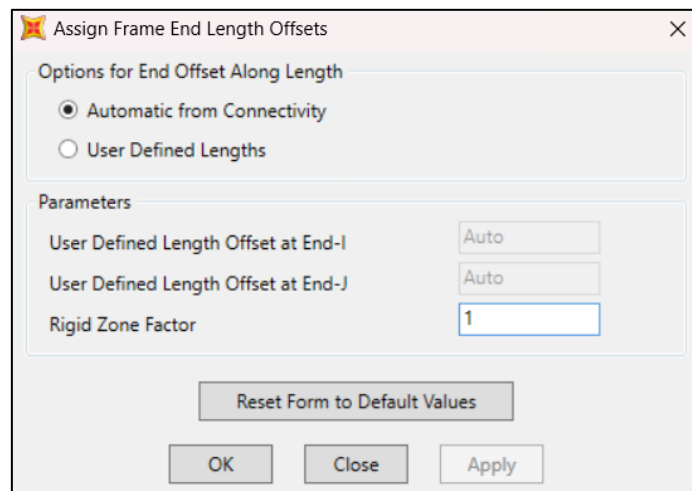 Assign Frame End Length Offsets
Options for End Offset Along Length
Automatic from Connectivity
User Defined Lengths
Parameters
User Defined Length Offset at End-I
Auto
User Defined Length Offset at End-J
Auto
Rigid Zone Factor
1
Reset Form to Default Values
OK
Close
Apply